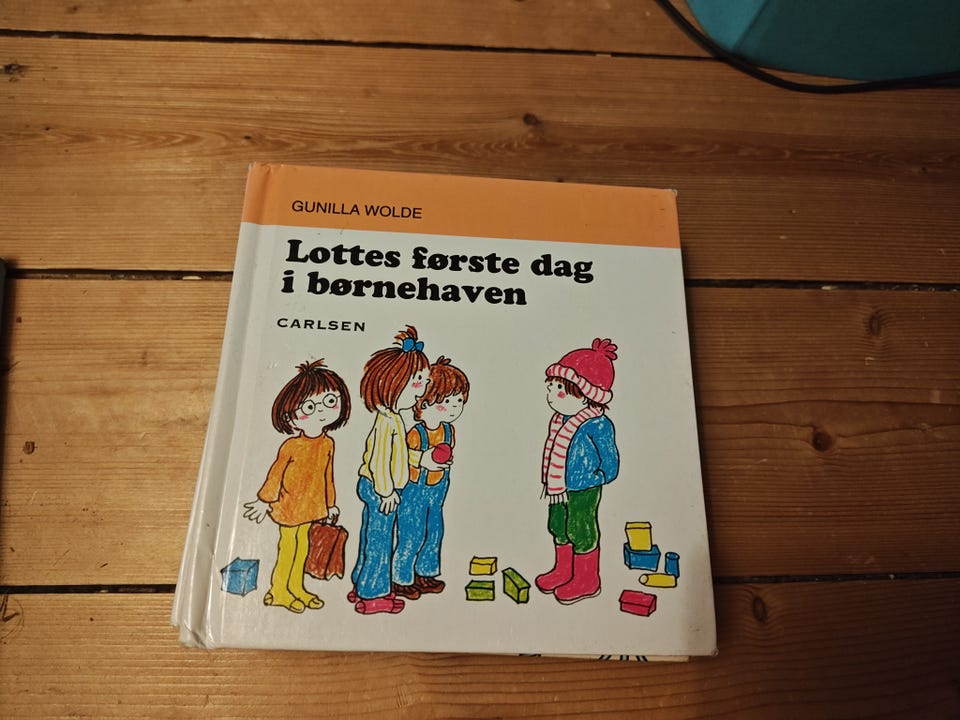 GUNILLA WOLDE
Lottes første dag
i børnehaven
CARLSEN